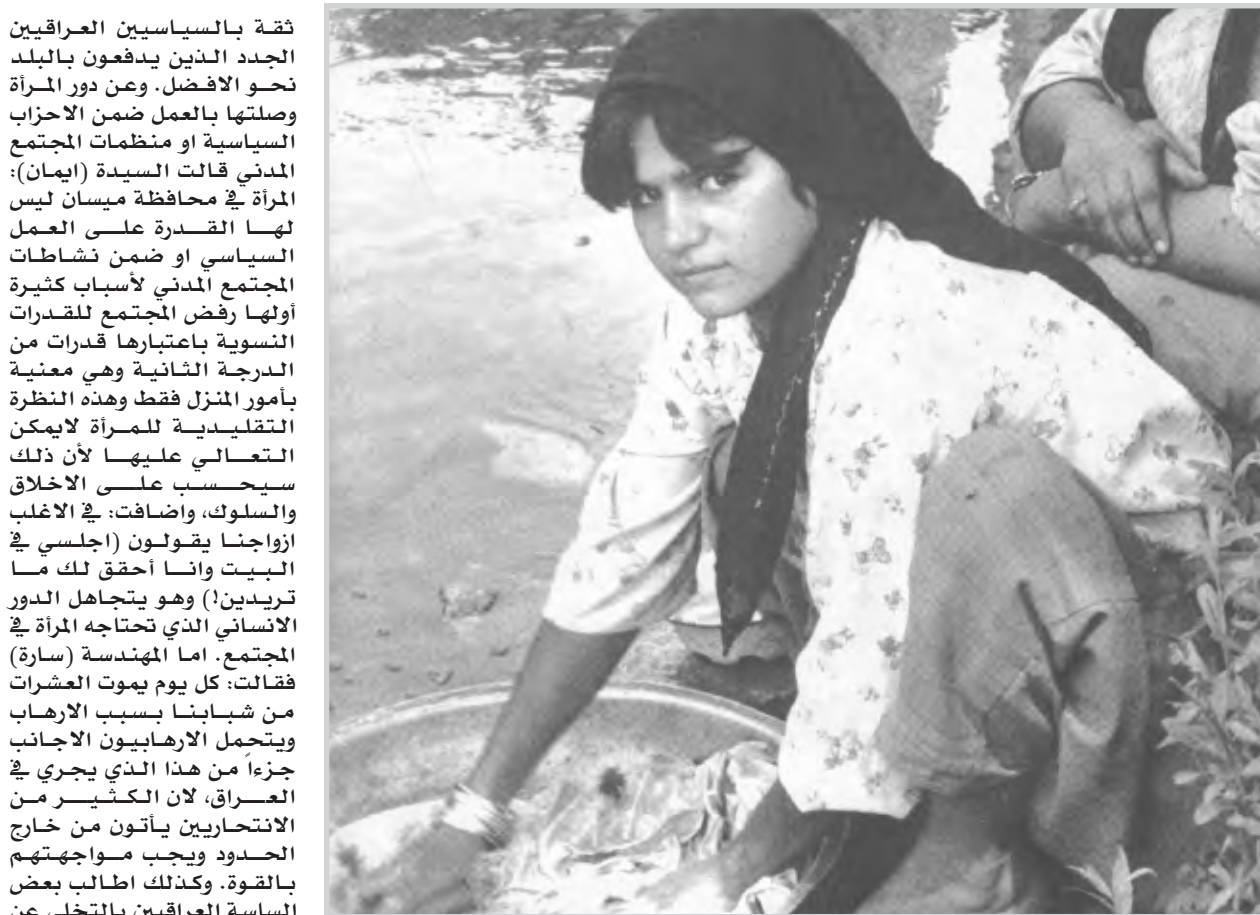 ثقة بالسياسيين العراقيين
الجدد الذين يدفعون بالبلد
نحو الافضل. وعن دور المرأة
وصلتها بالعمل ضمن الاحزاب
السياسية او منظمات المجتمع
المدني قالت السيدة (ايمان):
المرأة في محافظة ميسان ليس
لها القدرة على العمل
السياسي او ضمن نشاطات
المجتمع المدني لأسباب كثيرة
أولها رفض المجتمع للقدرات
النسوية باعتبارها قدرات من
الدرجة الثانية وهي معنية
بأمور المنزل فقط وهذه النظرة
التقليدية للمرأة لايمكن
التعالي عليها لأن ذلك
سيحسب على الاخلاق
والسلوك، واضافت: في الاغلب
ازواجنا يقولون (اجلسي في
البيت وانا أحقق لك ما
تريدين!) وهو يتجاهل الدور
الانساني الذي تحتاجه المرأة في
المجتمع. اما المهندسة (سارة)
فقالت: كل يوم يموت العشرات
من شبابنا بسبب الارهاب
ويتحمل الارهابيون الاجانب
جزءاً من هذا الذي يجري في
العراق، لان الكثير من
الانتحاريين يأتون من خارج
الحدود ويجب مواجهتهم
بالقوة. وكذلك اطالب بعض
الساسة العراقيين بالتخلي عن